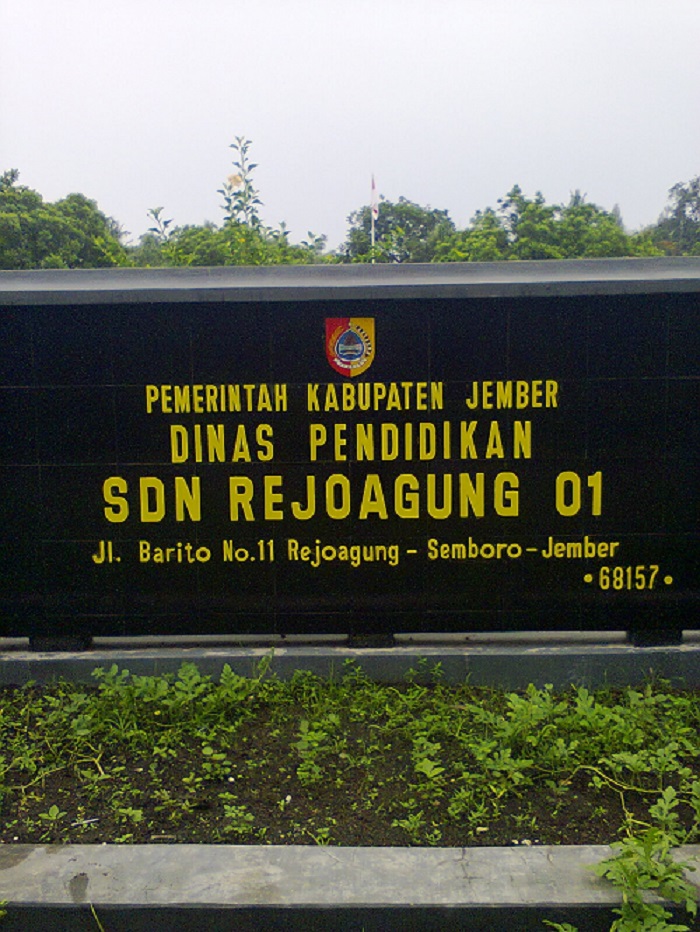 PEMERINTAH KABUPATEN JEMBER
DINAS PENDIDIKAN
SDN REJOAGUNG 01
Jl. Barito No.11 Rejoagung - Semboro - Jember
• 68157 •